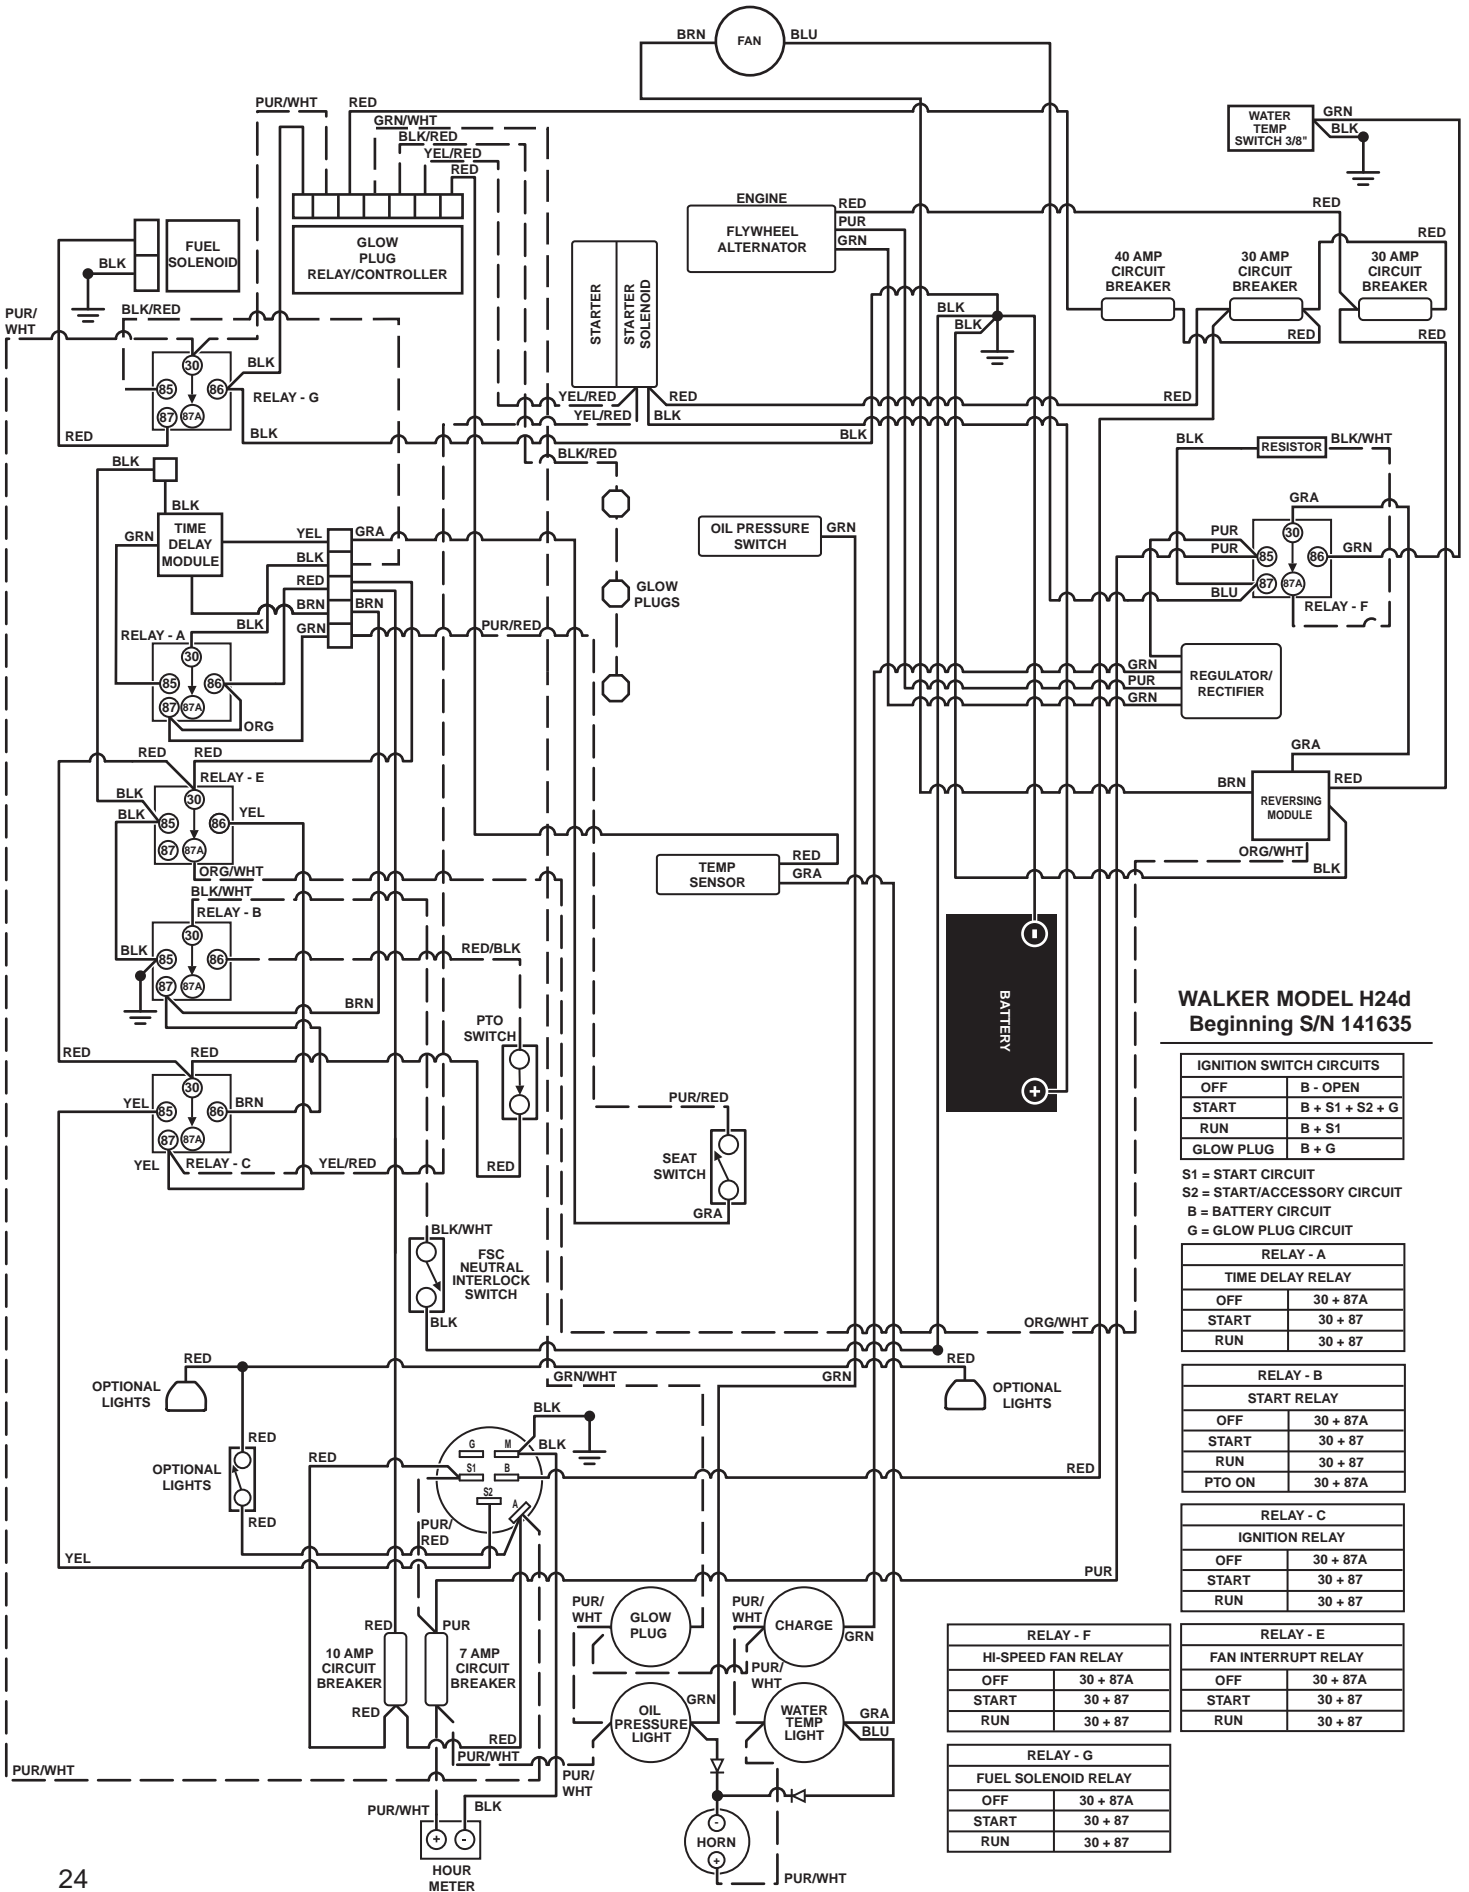 BRN
FAN
BLU
PUR/WHT
RED
GRN/WHT
BLK/RED
YEL/RED
RED
WATER
TEMP
SWITCH 3/8"
GRN
BLK
ENGINE
FLYWHEEL
ALTERNATOR
RED
PUR
GRN
RED
RED
FUEL
SOLENOID
BLK
GLOW
PLUG
RELAY/CONTROLLER
STARTER
STARTER
SOLENOID
40 AMP
CIRCUIT
BREAKER
30 AMP
CIRCUIT
BREAKER
30 AMP
CIRCUIT
BREAKER
PUR/
WHT
BLK/RED
BLK
BLK
RED
RED
RED
30
85
86
87
87A
BLK
RELAY - G
RED
BLK
YEL/RED
YEL/RED
RED
BLK
RED
BLK
BLK/RED
BLK
RESISTOR
BLK/WHT
BLK
BLK
TIME
DELAY
MODULE
GRN
YEL
BLK
RED
BRN
GRN
GRA
BRN
PUR/RED
OIL PRESSURE
SWITCH
GRN
GLOW
PLUGS
GRA
PUR
PUR
BLU
GRN
30
85
86
87
87A
RELAY - F
RELAY - A
BLK
30
85
86
87
87A
ORG
GRN
PUR
GRN
REGULATOR/
RECTIFIER
GRA
BRN
RED
REVERSING
MODULE
ORG/WHT
BLK
RED
RED
RELAY - E
BLK
BLK
30
85
86
87
87A
YEL
ORG/WHT
TEMP
SENSOR
RED
GRA
BLK/WHT
RELAY - B
BLK
30
85
86
87
87A
RED/BLK
BRN
BATTERY
-
+
PTO
SWITCH
RED
RED
YEL
30
85
86
87
87A
BRN
YEL
RELAY - C
YEL/RED
RED
PUR/RED
SEAT
SWITCH
GRA
BLK/WHT
FSC
NEUTRAL
INTERLOCK
SWITCH
BLK
ORG/WHT
WALKER MODEL H24d
Beginning S/N 141635
IGNITION SWITCH CIRCUITS
OFF B - OPEN
START B + S1 + S2 + G
RUN B + S1
GLOW PLUG B + G
S1 = START CIRCUIT
S2 = START/ACCESSORY CIRCUIT
B = BATTERY CIRCUIT
G = GLOW PLUG CIRCUIT
RELAY - A
TIME DELAY RELAY
OFF 30 + 87A
START 30 + 87
RUN 30 + 87
RELAY - B
START RELAY
OFF 30 + 87A
START 30 + 87
RUN 30 + 87
PTO ON 30 + 87A
RELAY - C
IGNITION RELAY
OFF 30 + 87A
START 30 + 87
RUN 30 + 87
RELAY - F
HI-SPEED FAN RELAY
OFF 30 + 87A
START 30 + 87
RUN 30 + 87
RELAY - E
FAN INTERRUPT RELAY
OFF 30 + 87A
START 30 + 87
RUN 30 + 87
RELAY - G
FUEL SOLENOID RELAY
OFF 30 + 87A
START 30 + 87
RUN 30 + 87
RED
OPTIONAL
LIGHTS
GRN/WHT
GRN
RED
OPTIONAL
LIGHTS
RED
OPTIONAL
LIGHTS
RED
BLK
BLK
RED
G
M
S1
B
S2
A
PUR/
RED
RED
YEL
PUR
RED
10 AMP
CIRCUIT
BREAKER
RED
PUR
7 AMP
CIRCUIT
BREAKER
RED
PUR/WHT
PUR/
WHT
GLOW
PLUG
PUR/
WHT
CHARGE
GRN
PUR/
WHT
OIL
PRESSURE
LIGHT
GRN
WATER
TEMP
LIGHT
GRA
BLU
PUR/
WHT
PUR/WHT
PUR/WHT
BLK
+ -
HOUR
METER
-
HORN
+
PUR/WHT
24